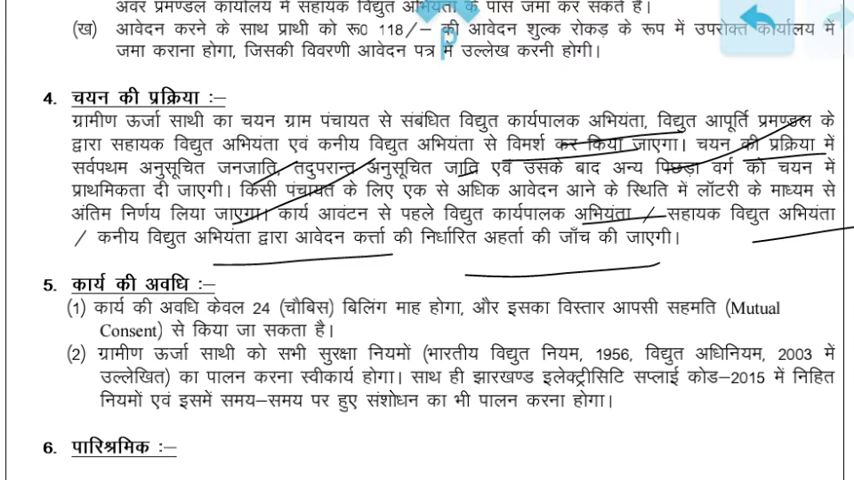 अवर प्रमण्डल कार्यालय में सहायक विद्युत अभियंता के पास जमा कर सकते हैं।
(ख) आवेदन करने के साथ प्रार्थी को रू0 118/– की आवेदन शुल्क रोकड़ के रूप में उपरोक्त कार्यालय में
जमा कराना होगा, जिसकी विवरणी आवेदन पत्र में उल्लेख करनी होगी।
4. चयन की प्रक्रिया :–
ग्रामीण ऊर्जा साथी का चयन ग्राम पंचायत से संबंधित विद्युत कार्यपालक अभियंता, विद्युत आपूर्ति प्रमण्डल के
द्वारा सहायक विद्युत अभियंता एवं कनीय विद्युत अभियंता से विमर्श कर किया जाएगा। चयन की प्रक्रिया में
सर्वपथम अनुसूचित जनजाति, तदुपरान्त अनुसूचित जाति एवं उसके बाद अन्य पिछड़ा वर्ग को चयन में
प्राथमिकता दी जाएगी। किसी पंचायत के लिए एक से अधिक आवेदन आने के स्थिति में लॉटरी के माध्यम से
अंतिम निर्णय लिया जाएगा। कार्य आवंटन से पहले विद्युत कार्यपालक अभियंता / सहायक विद्युत अभियंता
/ कनीय विद्युत अभियंता द्वारा आवेदन कर्त्ता की निर्धारित अहर्ता की जाँच की जाएगी।
5. कार्य की अवधि :–
(1) कार्य की अवधि केवल 24 (चौबिस) बिलिंग माह होगा, और इसका विस्तार आपसी सहमति (Mutual
Consent) से किया जा सकता है।
(2) ग्रामीण ऊर्जा साथी को सभी सुरक्षा नियमों (भारतीय विद्युत नियम, 1956, विद्युत अधिनियम, 2003 में
उल्लेखित) का पालन करना स्वीकार्य होगा। साथ ही झारखण्ड इलेक्ट्रीसिटि सप्लाई कोड–2015 में निहित
नियमों एवं इसमें समय–समय पर हुए संशोधन का भी पालन करना होगा।
6. पारिश्रमिक :–